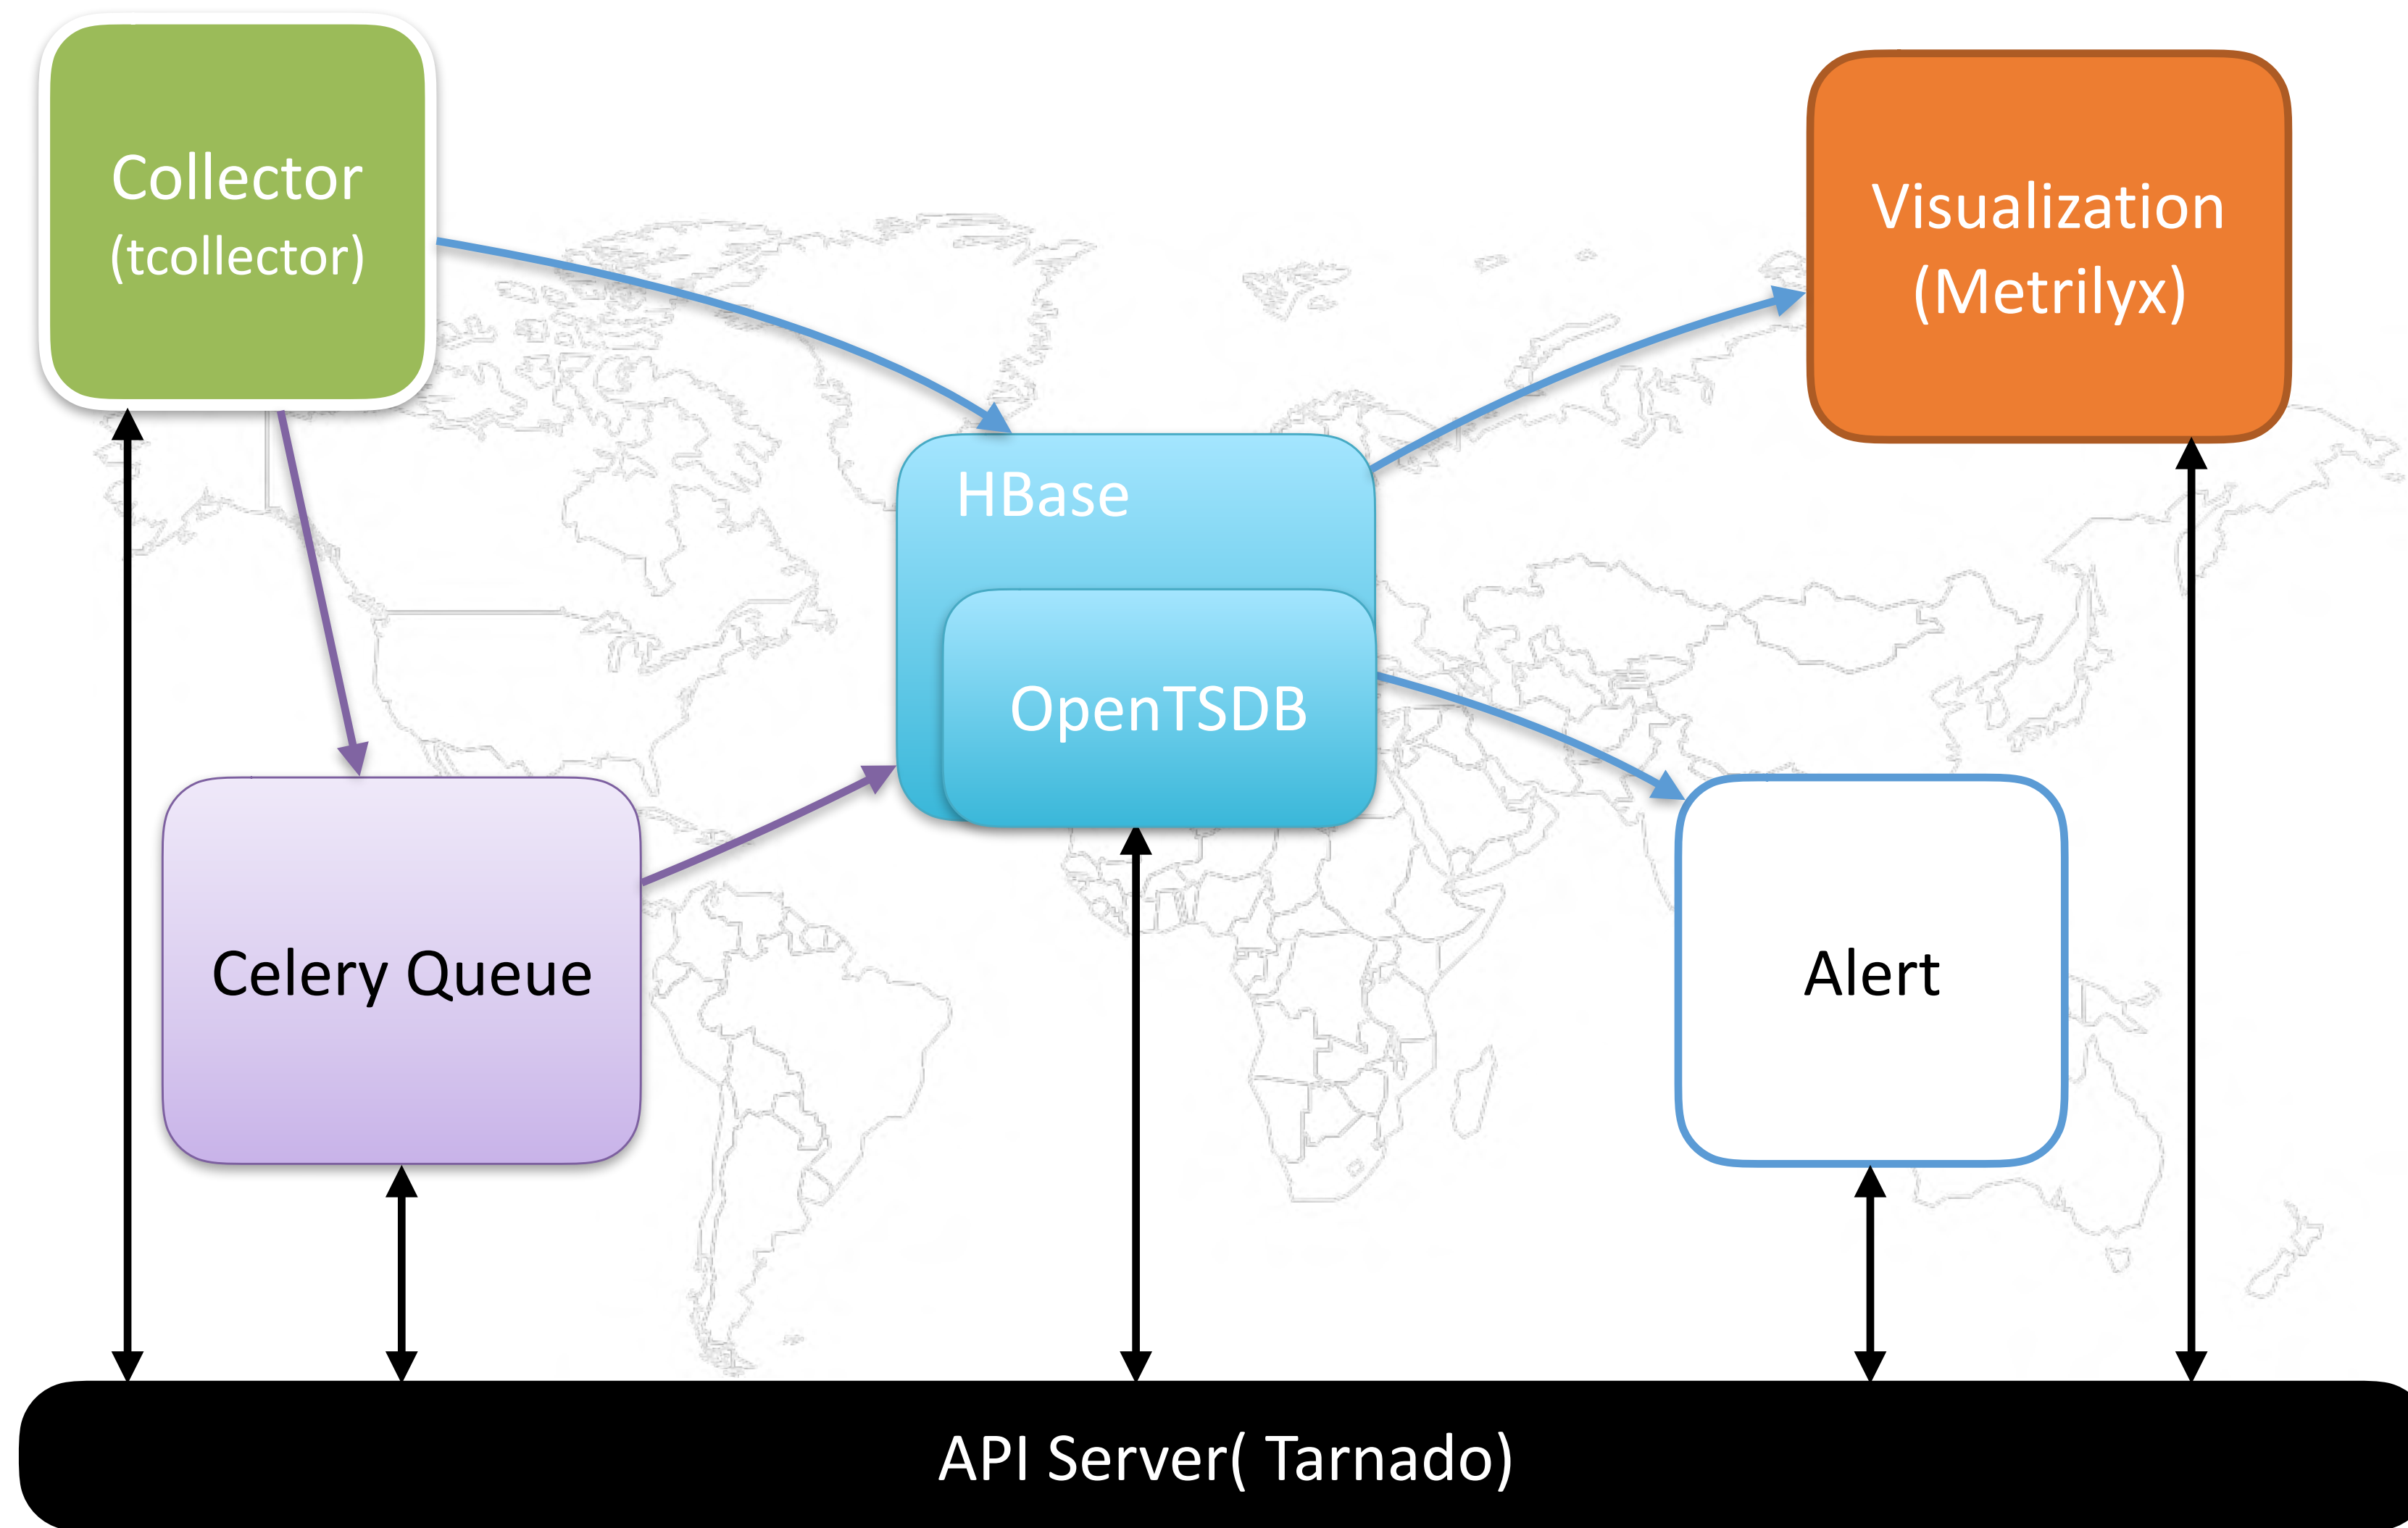 Collector
(tcollector)
Visualization
(Metrilyx)
HBase
OpenTSDB
Celery Queue
Alert
API Server( Tarnado)